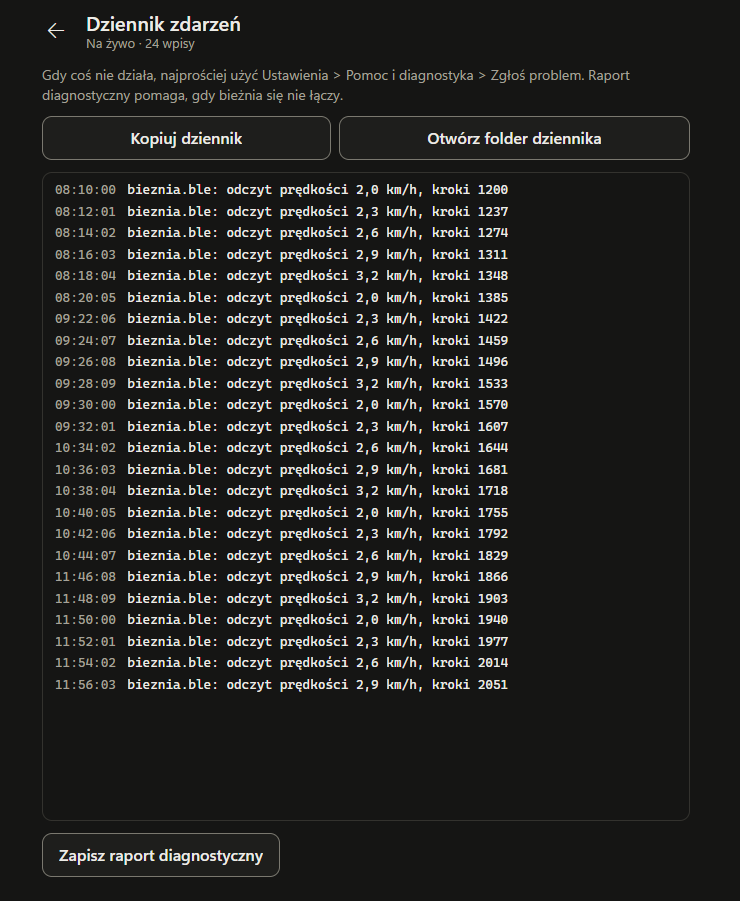 Dziennik zdarzeń
Na żywo · 24 wpisy
Gdy coś nie działa, najprościej użyć Ustawienia > Pomoc i diagnostyka > Zgłoś problem. Raport
diagnostyczny pomaga, gdy bieżnia się nie łączy.
Kopiuj dziennik
Otwórz folder dziennika
08:10:00 bieznia.ble: odczyt prędkości 2,0 km/h, kroki 1200
08:12:01 bieznia.ble: odczyt prędkości 2,3 km/h, kroki 1237
08:14:02 bieznia.ble: odczyt prędkości 2,6 km/h, kroki 1274
08:16:03 bieznia.ble: odczyt prędkości 2,9 km/h, kroki 1311
08:18:04 bieznia.ble: odczyt prędkości 3,2 km/h, kroki 1348
08:20:05 bieznia.ble: odczyt prędkości 2,0 km/h, kroki 1385
09:22:06 bieznia.ble: odczyt prędkości 2,3 km/h, kroki 1422
09:24:07 bieznia.ble: odczyt prędkości 2,6 km/h, kroki 1459
09:26:08 bieznia.ble: odczyt prędkości 2,9 km/h, kroki 1496
09:28:09 bieznia.ble: odczyt prędkości 3,2 km/h, kroki 1533
09:30:00 bieznia.ble: odczyt prędkości 2,0 km/h, kroki 1570
09:32:01 bieznia.ble: odczyt prędkości 2,3 km/h, kroki 1607
10:34:02 bieznia.ble: odczyt prędkości 2,6 km/h, kroki 1644
10:36:03 bieznia.ble: odczyt prędkości 2,9 km/h, kroki 1681
10:38:04 bieznia.ble: odczyt prędkości 3,2 km/h, kroki 1718
10:40:05 bieznia.ble: odczyt prędkości 2,0 km/h, kroki 1755
10:42:06 bieznia.ble: odczyt prędkości 2,3 km/h, kroki 1792
10:44:07 bieznia.ble: odczyt prędkości 2,6 km/h, kroki 1829
11:46:08 bieznia.ble: odczyt prędkości 2,9 km/h, kroki 1866
11:48:09 bieznia.ble: odczyt prędkości 3,2 km/h, kroki 1903
11:50:00 bieznia.ble: odczyt prędkości 2,0 km/h, kroki 1940
11:52:01 bieznia.ble: odczyt prędkości 2,3 km/h, kroki 1977
11:54:02 bieznia.ble: odczyt prędkości 2,6 km/h, kroki 2014
11:56:03 bieznia.ble: odczyt prędkości 2,9 km/h, kroki 2051
Zapisz raport diagnostyczny